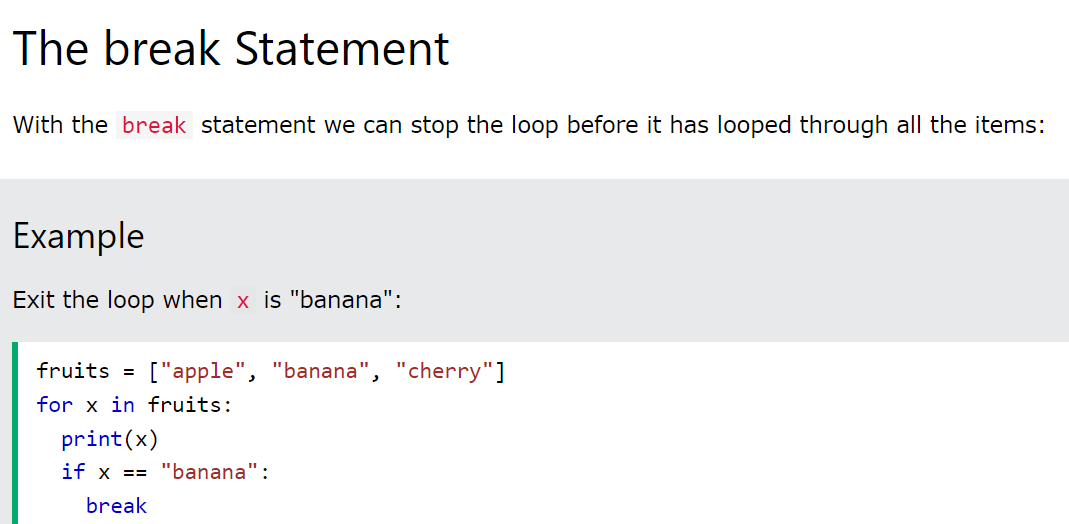 The break Statement
With the break statement we can stop the loop before it has looped through all the items:
Example
Exit the loop when x is "banana":
fruits = ["apple", "banana", "cherry"]
for x in fruits:
  print(x)
  if x == "banana":
    break